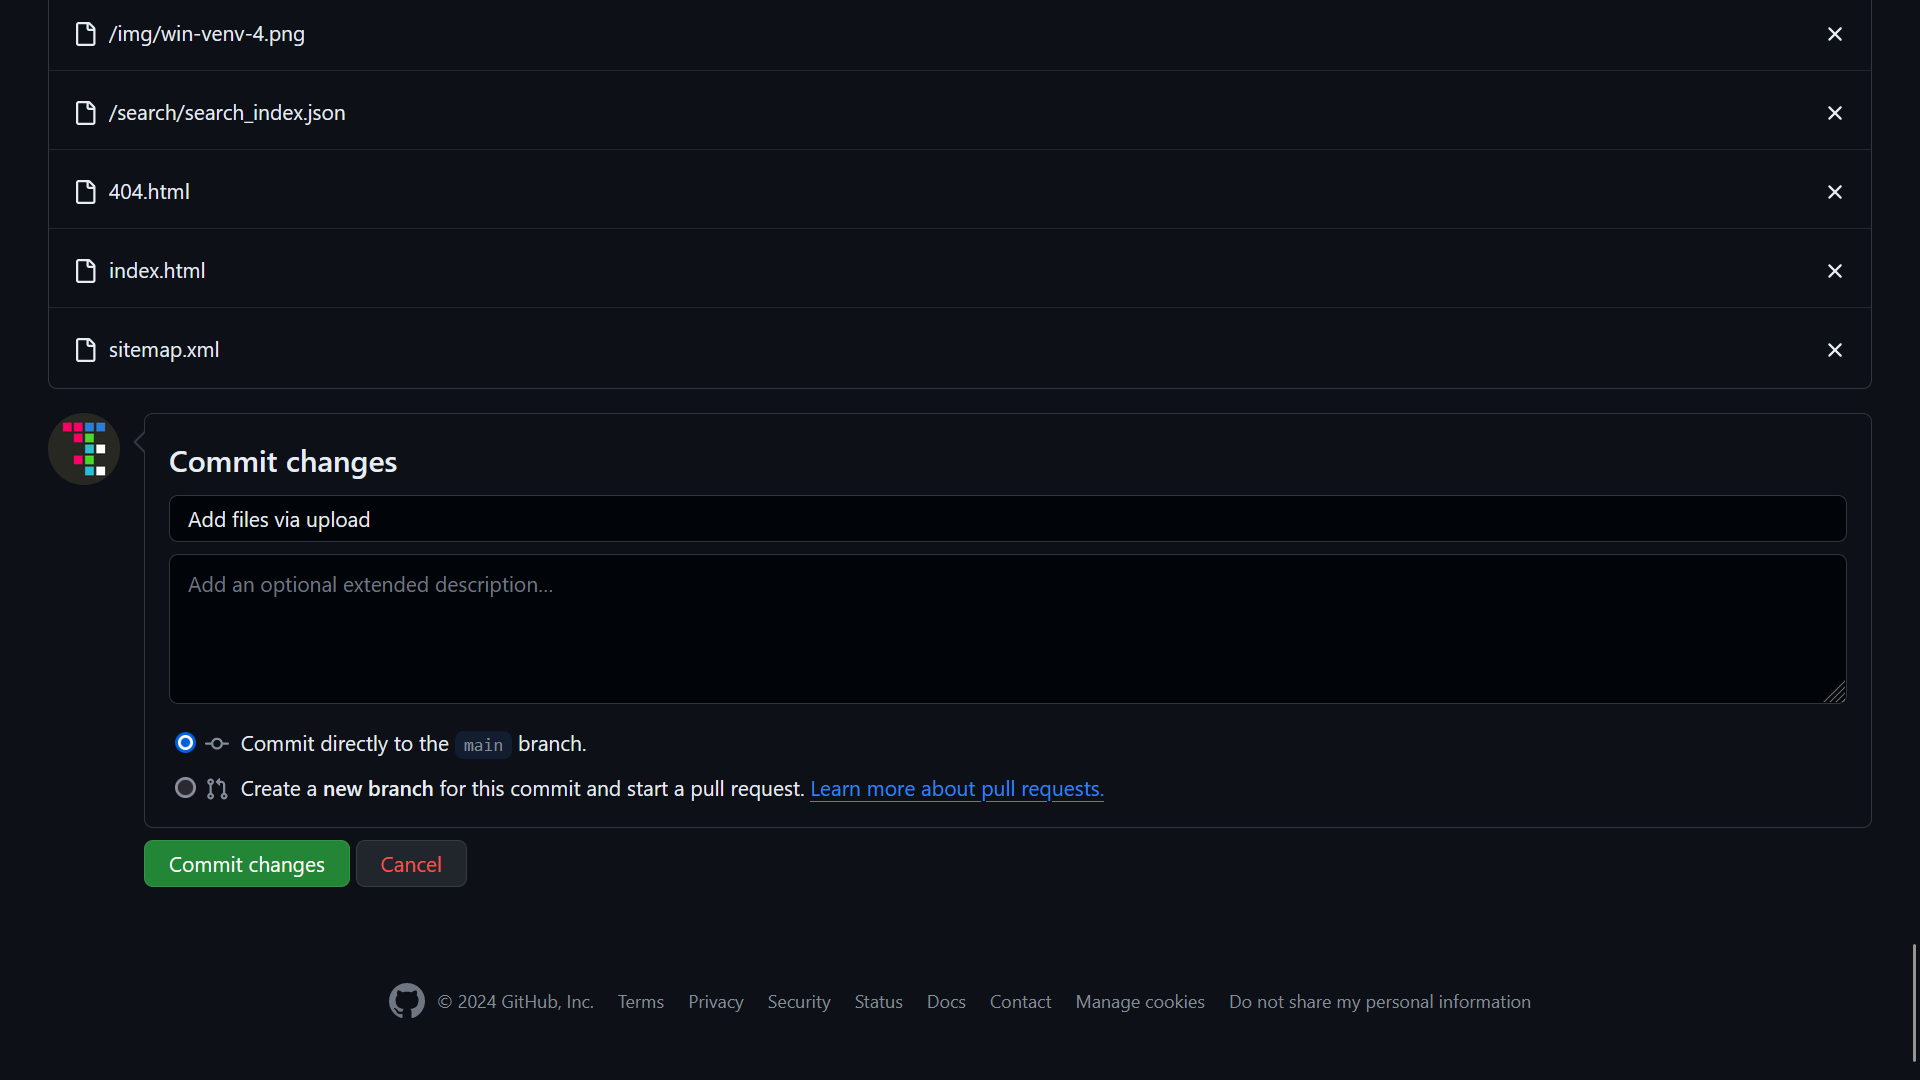 /img/win-venv-4.png
/search/search_index.json
404.html
index.html
sitemap.xml
Commit changes
Add files via upload
Add an optional extended description...
Commit directly to the main branch.
Create a new branch for this commit and start a pull request. Learn more about pull requests.
Commit changes Cancel
© 2024 GitHub, Inc. Terms Privacy Security Status Docs Contact Manage cookies Do not share my personal information